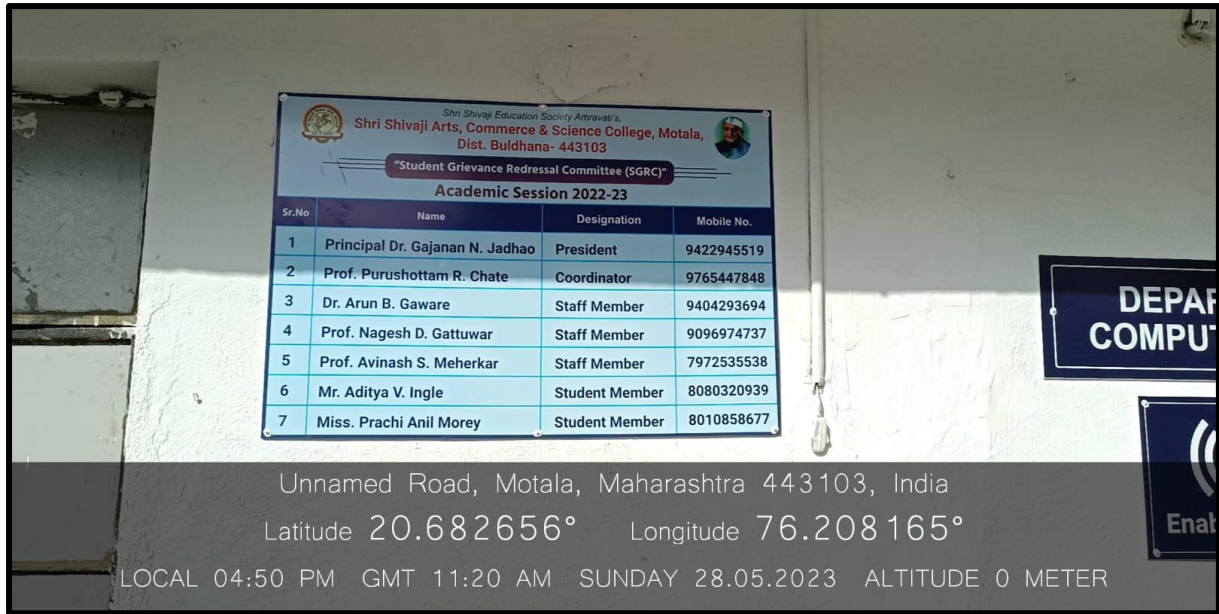 Shri Shivaji Education Society Amravati's,
Shri Shivaji Arts, Commerce & Science College, Motala,
Dist. Buldhana- 443103
"Student Grievance Redressal Committee (SGRC)"
Academic Session 2022-23
Sr.No Name Designation Mobile No.
1 Principal Dr. Gajanan N. Jadhao President 9422945519
2 Prof. Purushottam R. Chate Coordinator 9765447848
3 Dr. Arun B. Gaware Staff Member 9404293694
4 Prof. Nagesh D. Gattuwar Staff Member 9096974737
5 Prof. Avinash S. Meherkar Staff Member 7972535538
6 Mr. Aditya V. Ingle Student Member 8080320939
7 Miss. Prachi Anil Morey Student Member 8010858677
DEPAR
COMPUT
Enab
Unnamed Road, Motala, Maharashtra 443103, India
Latitude 20.682656° Longitude 76.208165°
LOCAL 04:50 PM GMT 11:20 AM SUNDAY 28.05.2023 ALTITUDE 0 METER